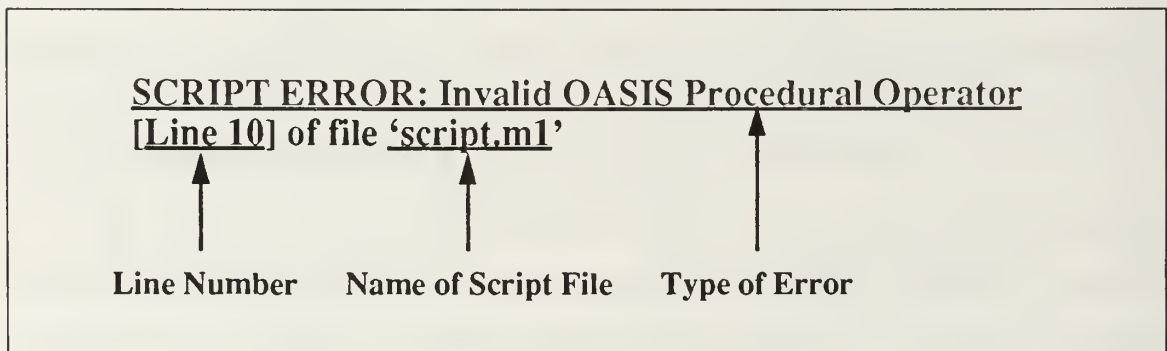 SCRIPT ERROR: Invalid OASIS Procedural Operator
[Line 10] of file ‘script.m1’
Line Number Name of Script File Type of Error